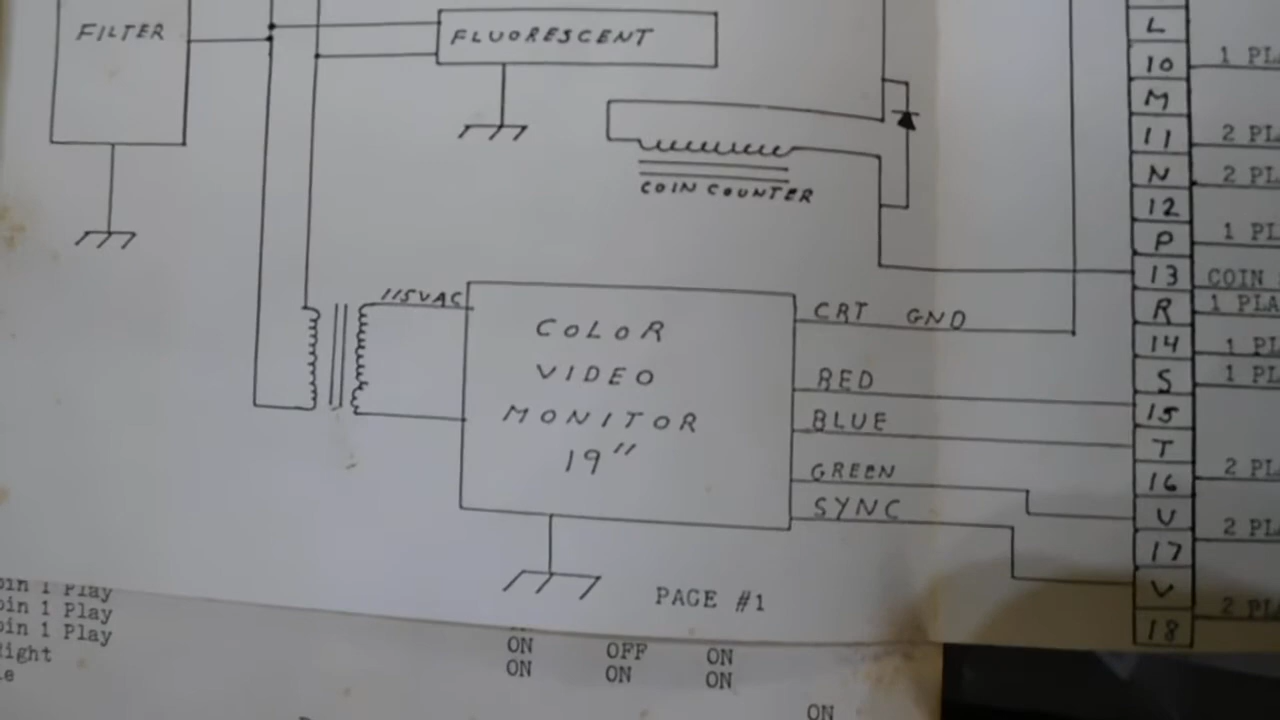 FILTER
FLUORESCENT
COIN COUNTER
115VAC
COLOR
VIDEO
MONITOR
19"
CRT GND
RED
BLUE
GREEN
SYNC
PAGE #1
L
10
M
11
N
12
P
13
R
14
S
15
T
16
U
17
V
18
1 PL
2 PL
2 PL
1 PL
COIN
1 PLA
1 PL
1 PL
2 PL
2 PL
2 PL
oin 1 Play
oin 1 Play
oin 1 Play
Right
e
ON OFF ON
ON ON ON
ON